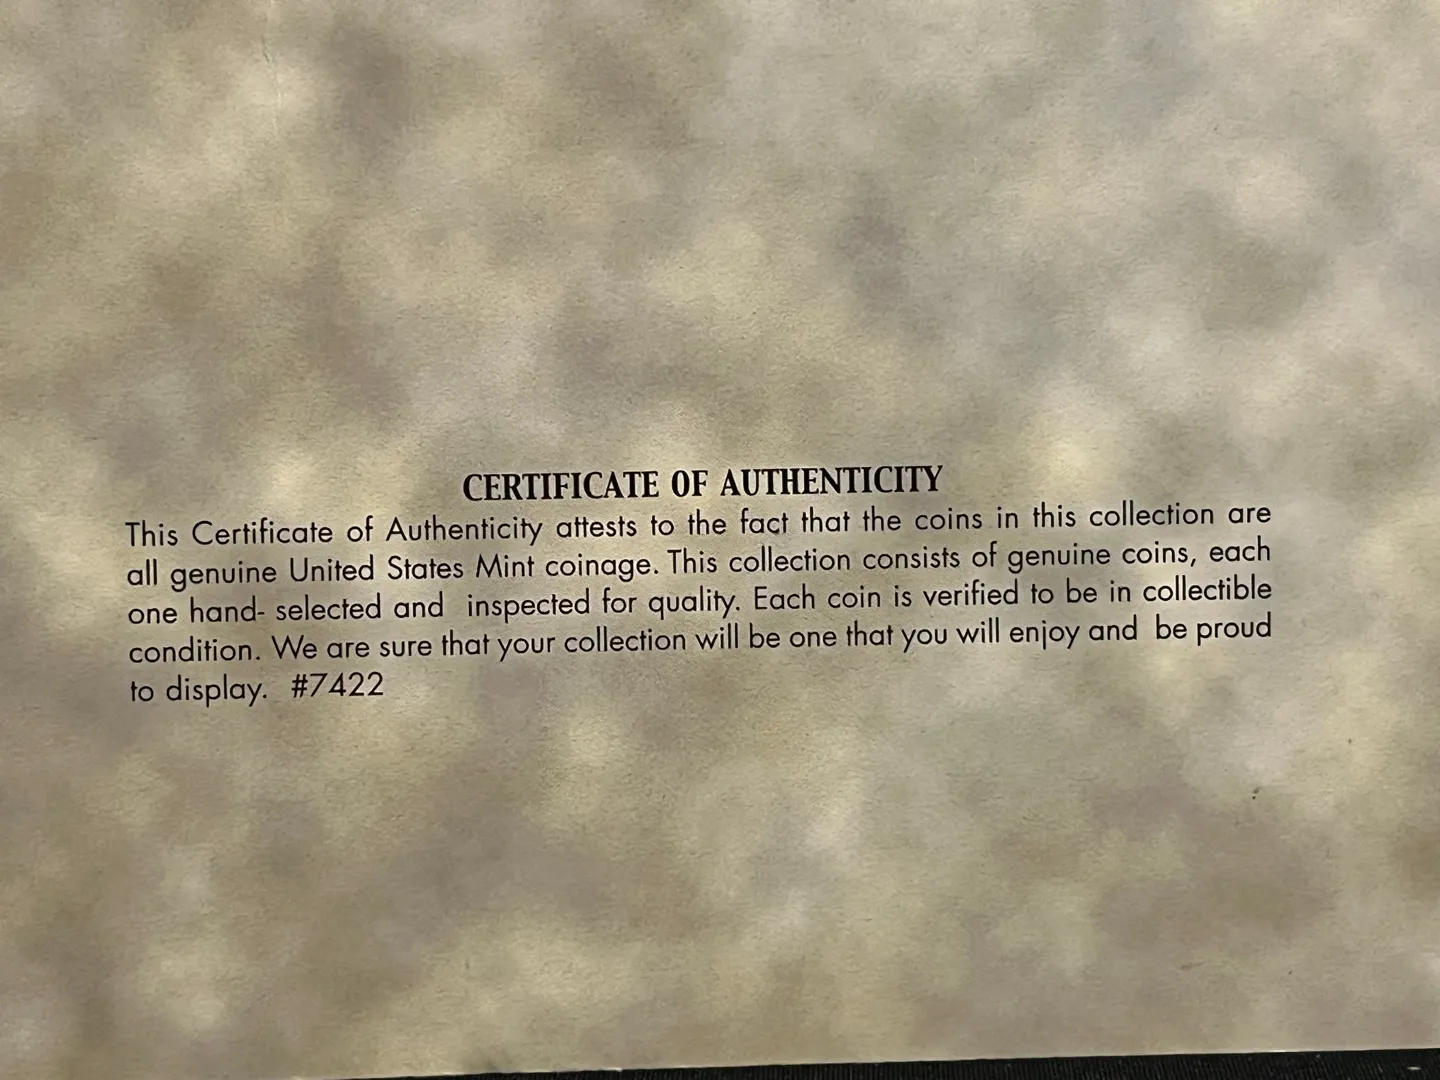 CERTIFICATE OF AUTHENTICITY
This Certificate of Authenticity attests to the fact that the coins in this collection are
all genuine United States Mint coinage. This collection consists of genuine coins, each
one hand- selected and inspected for quality. Each coin is verified to be in collectible
condition. We are sure that your collection will be one that you will enjoy and be proud
to display. #7422